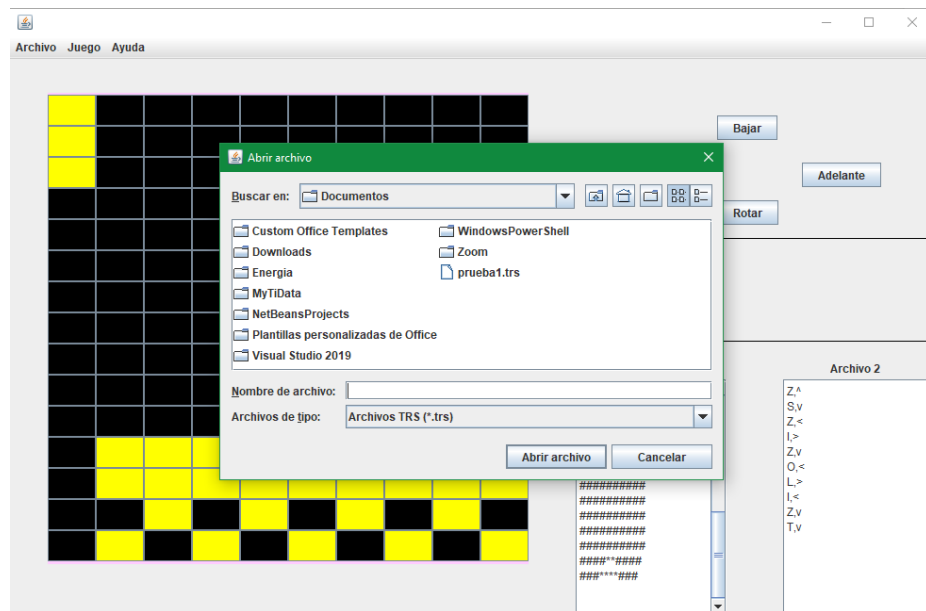 Archivo Juego Ayuda
Bajar
Adelante
Rotar
Abrir archivo
Buscar en: Documentos
Custom Office Templates
Downloads
Energia
MyTiData
NetBeansProjects
Plantillas personalizadas de Office
Visual Studio 2019
WindowsPowerShell
Zoom
prueba1.trs
Nombre de archivo:
Archivos de tipo: Archivos TRS (*.trs)
Abrir archivo Cancelar
##########
##########
##########
##########
##########
####**####
###****###
Archivo 2
Z,^
S,v
Z,<
I,>
Z,v
O,<
L,>
I,<
Z,v
T,v